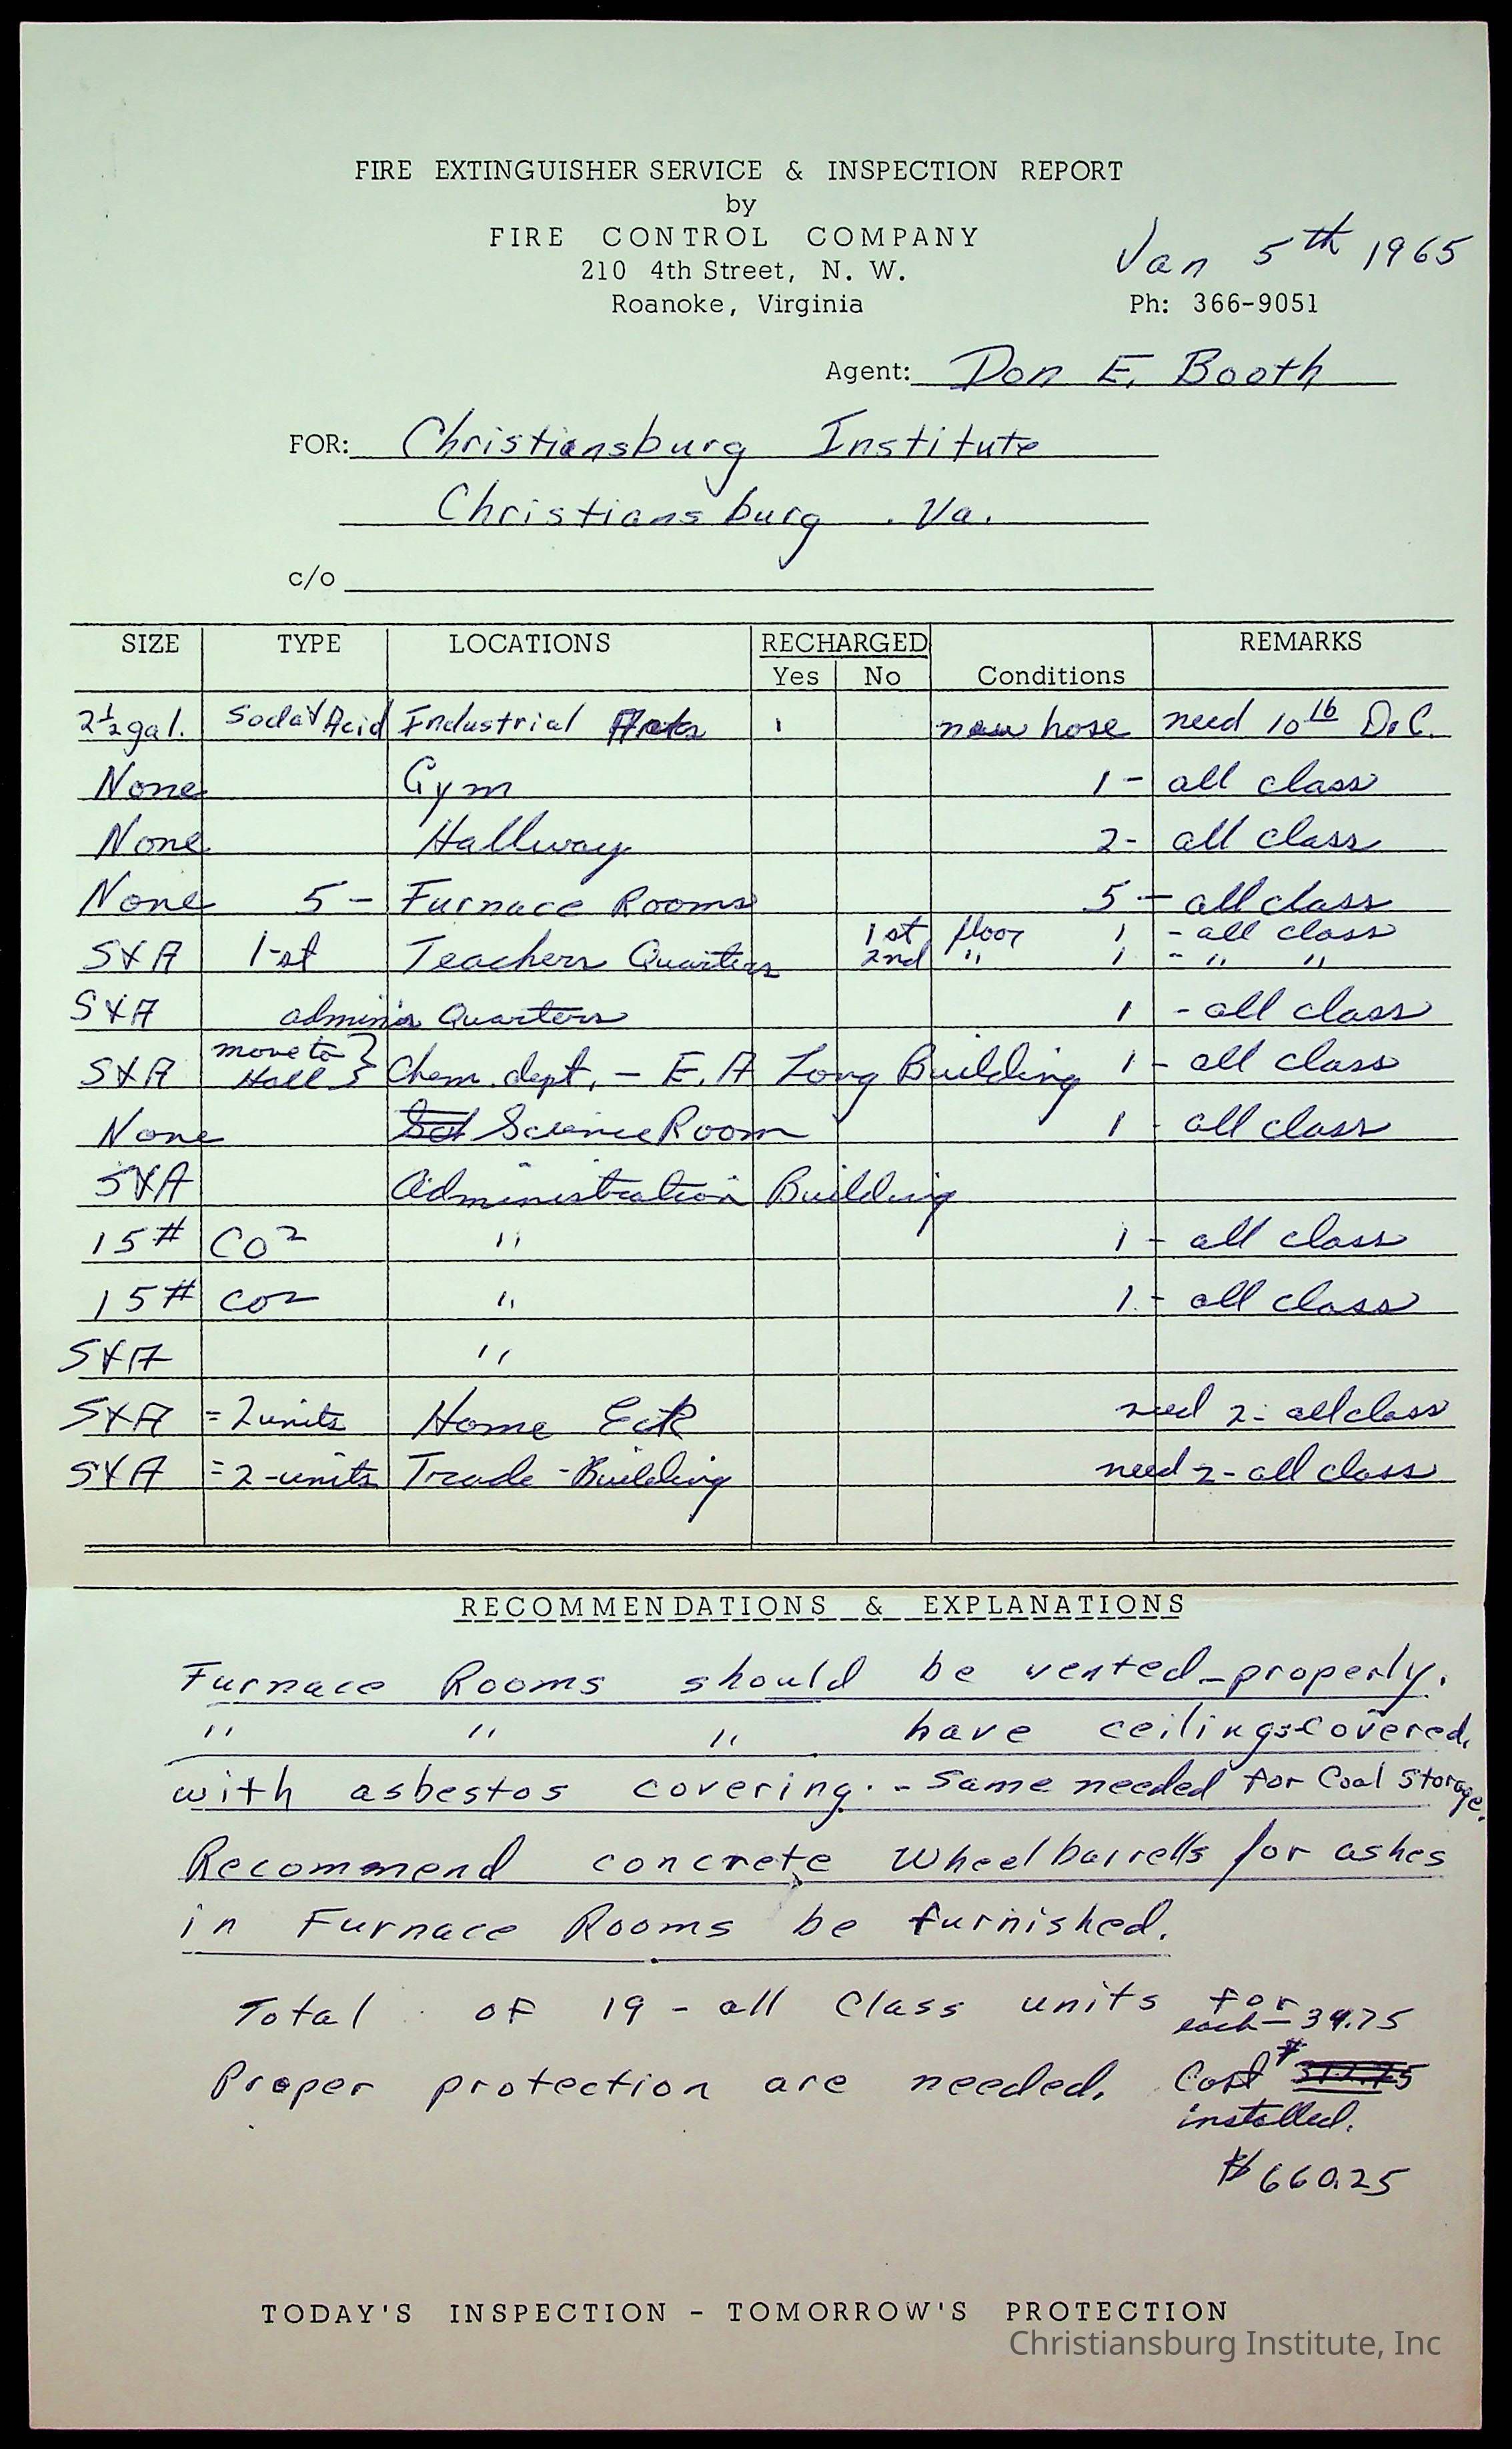 FIRE EXTINGUISHER SERVICE & INSPECTION REPORT
by
FIRE CONTROL COMPANY
210 4th Street, N. W.
Roanoke, Virginia
Jan 5th 1965
Ph: 366-9051
Agent: Don E. Booth
FOR: Christiansburg Institute
Christiansburg . Va.
c/o
SIZE TYPE LOCATIONS RECHARGED Conditions REMARKS
Yes No
2½ gal. Soda & Acid Industrial 1 new hose need 10 lb D.C.
None Gym 1 - all class
None Hallway 2- all class
None 5 - Furnace Rooms 5 - all class
S&A 1-st Teachers Quarters 1st floor 1 - all class
2nd " 1 - " "
S&A admin's Quarters 1 - all class
S&A move to Hall } Chem. dept. - E. A Long Building 1 - all class
None Science Room 1 - all class
S&A Administration Building
15# CO2 " 1 - all class
15# CO2 " 1 - all class
S&A "
S&A = 2 units Home Eck need 2- all class
S&A = 2-units Trade-Building need 2- all class
RECOMMENDATIONS & EXPLANATIONS
Furnace Rooms should be vented-properly.
" " " have ceilings covered,
with asbestos covering. - Same needed for Coal Storage.
Recommend concrete Wheelbarrells for ashes
in Furnace Rooms be furnished.
Total of 19 - all Class units for
each - 34.75
Proper protection are needed. Cost $
installed.
$660.25
TODAY'S INSPECTION - TOMORROW'S PROTECTION
Christiansburg Institute, Inc